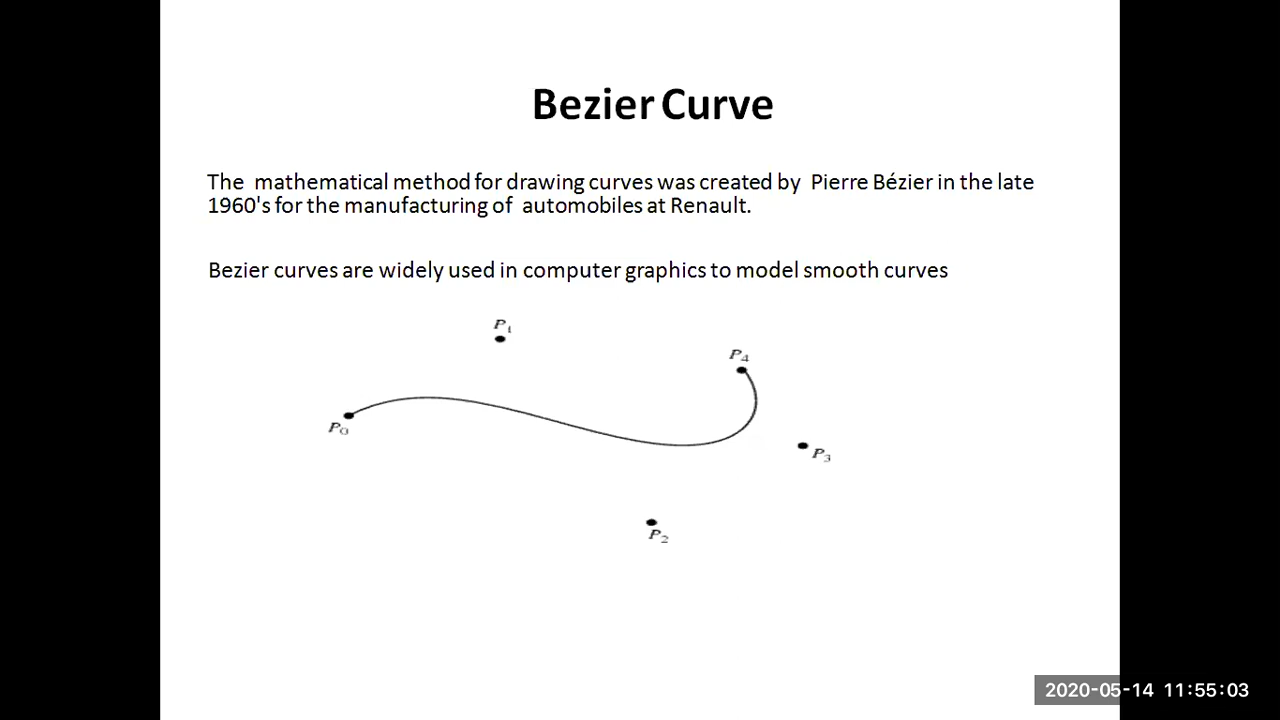 Bezier Curve
The mathematical method for drawing curves was created by Pierre Bézier in the late
1960's for the manufacturing of automobiles at Renault.
Bezier curves are widely used in computer graphics to model smooth curves
P1
P4
P0
P3
P2
2020-05-14 11:55:03